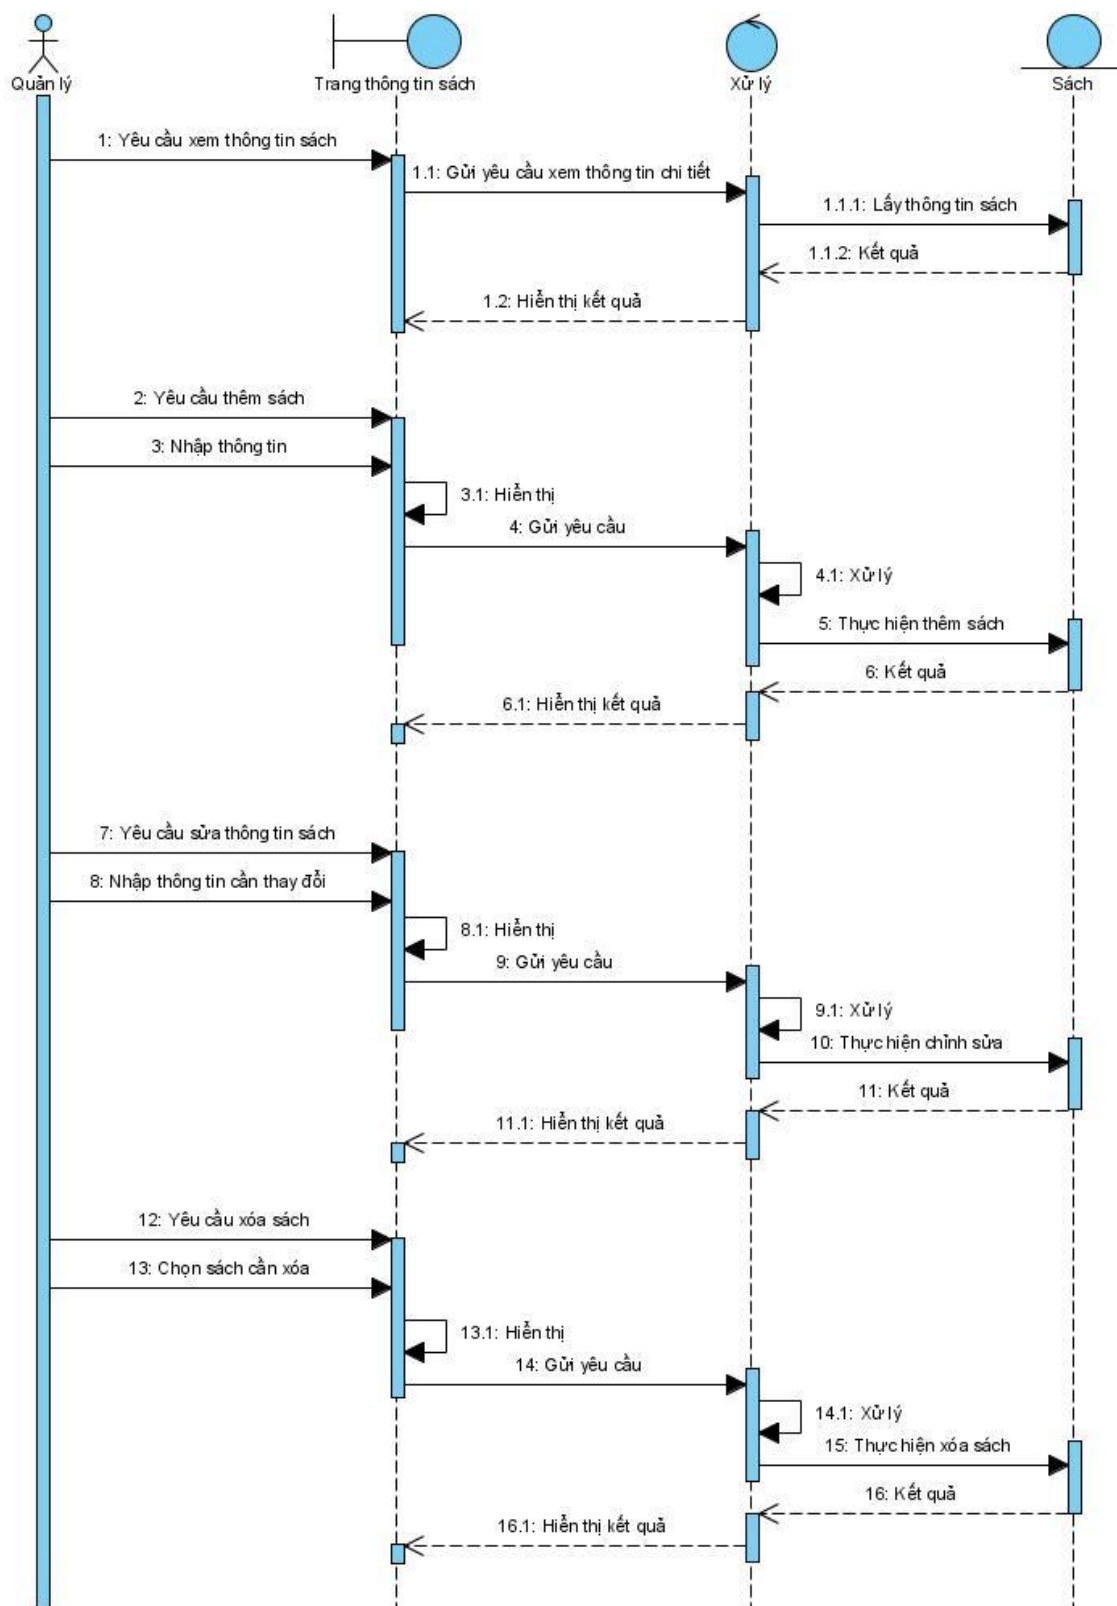 Quản lý
Trang thông tin sách
Xử lý
Sách
1: Yêu cầu xem thông tin sách
1.1: Gửi yêu cầu xem thông tin chi tiết
1.1.1: Lấy thông tin sách
1.1.2: Kết quả
1.2: Hiển thị kết quả
2: Yêu cầu thêm sách
3: Nhập thông tin
3.1: Hiển thị
4: Gửi yêu cầu
4.1: Xử lý
5: Thực hiện thêm sách
6: Kết quả
6.1: Hiển thị kết quả
7: Yêu cầu sửa thông tin sách
8: Nhập thông tin cần thay đổi
8.1: Hiển thị
9: Gửi yêu cầu
9.1: Xử lý
10: Thực hiện chỉnh sửa
11: Kết quả
11.1: Hiển thị kết quả
12: Yêu cầu xóa sách
13: Chọn sách cần xóa
13.1: Hiển thị
14: Gửi yêu cầu
14.1: Xử lý
15: Thực hiện xóa sách
16: Kết quả
16.1: Hiển thị kết quả